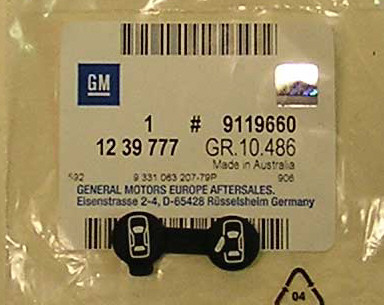 GM
1 # 9119660
12 39 777 GR.10.486
Made in Australia
592 9 331 063 207-79P 906
GENERAL MOTORS EUROPE AFTERSALES.
Eisenstrasse 2-4, D-65428 Rüsselsheim Germany
04